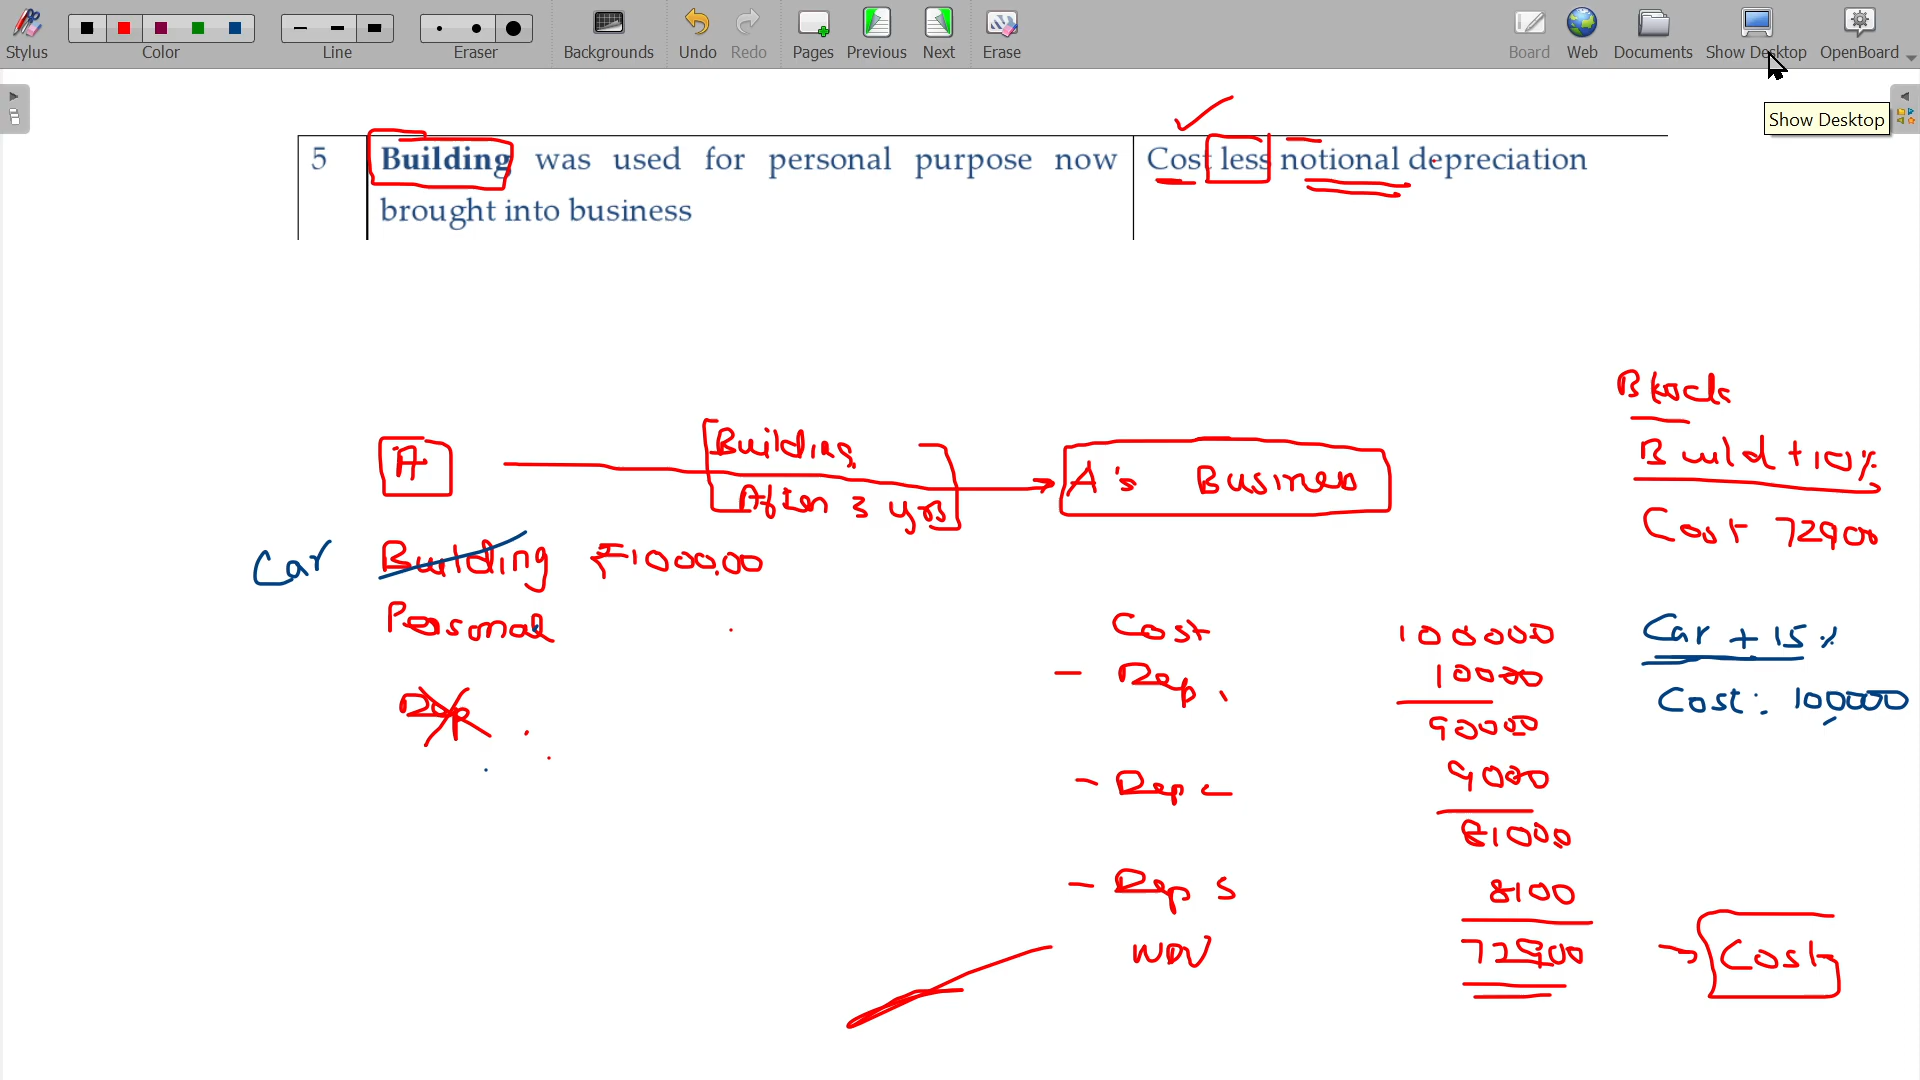 Stylus Color Line Eraser Backgrounds Undo Redo Pages Previous Next Erase Board Web Documents Show Desktop OpenBoard
Show Desktop
5 Building was used for personal purpose now brought into business
Cost less notional depreciation
Block
Build + 10%
Cost 72900
A
Building
After 3 yrs
A's Business
Car Building ₹100000
Personal
Dep
Cost 100000
- Dep 10000
90000
- Dep 9000
81000
- Dep 8100
WDV 72900 → Cost
Car + 15%
Cost: 100000